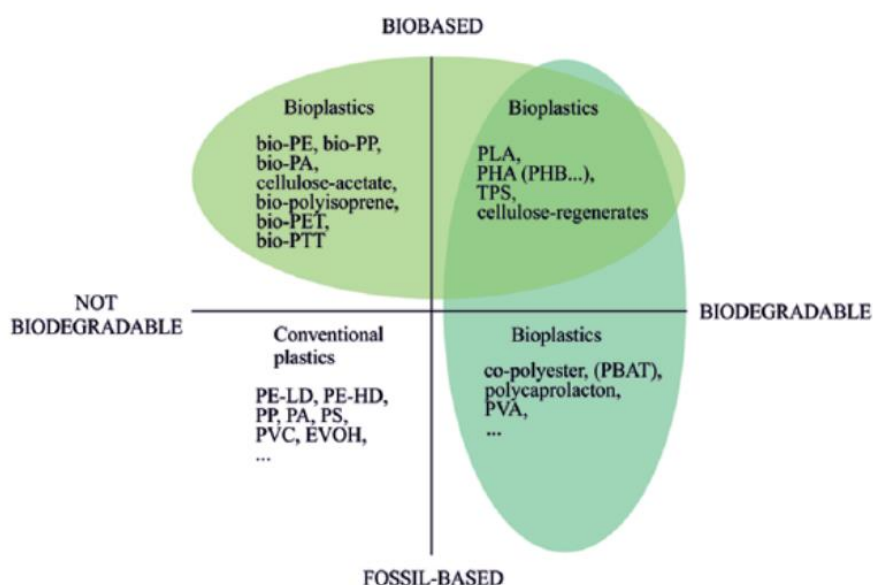 BIOBASED
Bioplastics
bio-PE, bio-PP,
bio-PA,
cellulose-acetate,
bio-polyisoprene,
bio-PET,
bio-PTT
Bioplastics
PLA,
PHA (PHB...),
TPS,
cellulose-regenerates
NOT
BIODEGRADABLE
BIODEGRADABLE
Conventional
plastics
PE-LD, PE-HD,
PP, PA, PS,
PVC, EVOH,
...
Bioplastics
co-polyester, (PBAT),
polycaprolacton,
PVA,
...
FOSSIL-BASED